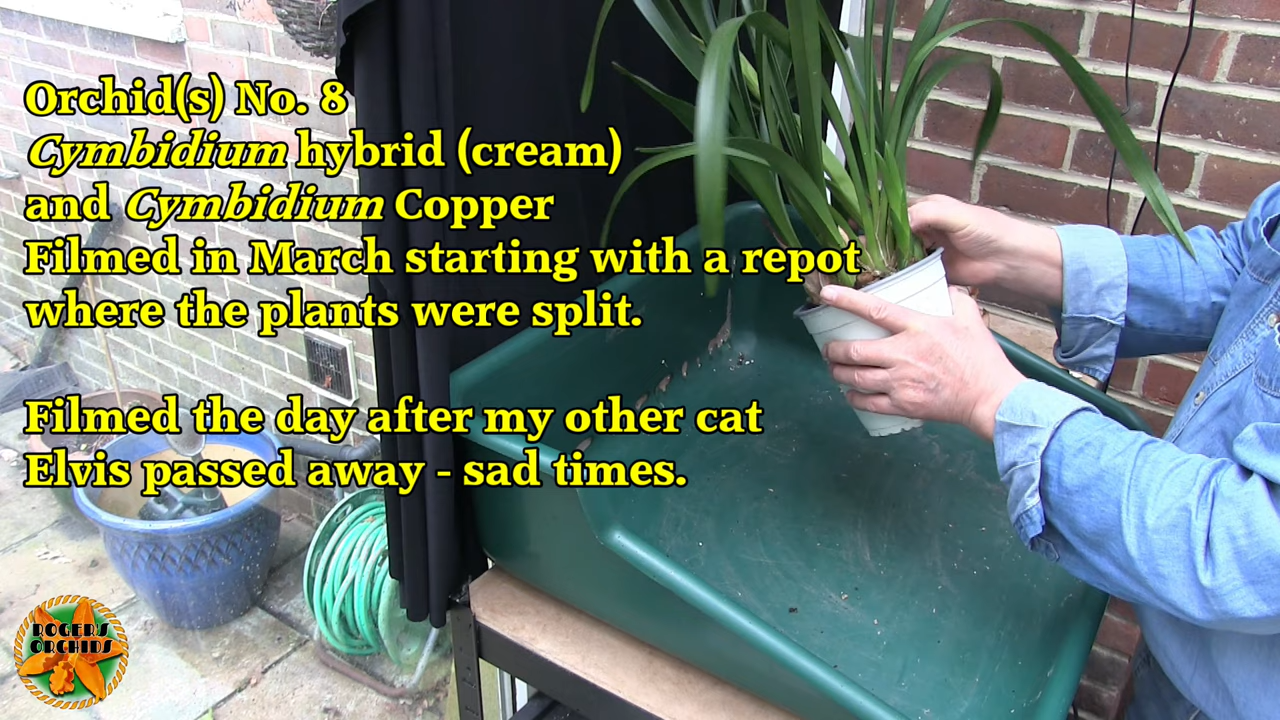 Orchid(s) No. 8
Cymbidium hybrid (cream)
and Cymbidium Copper
Filmed in March starting with a repot
where the plants were split.
Filmed the day after my other cat
Elvis passed away - sad times.
ROGERS
ORCHIDS